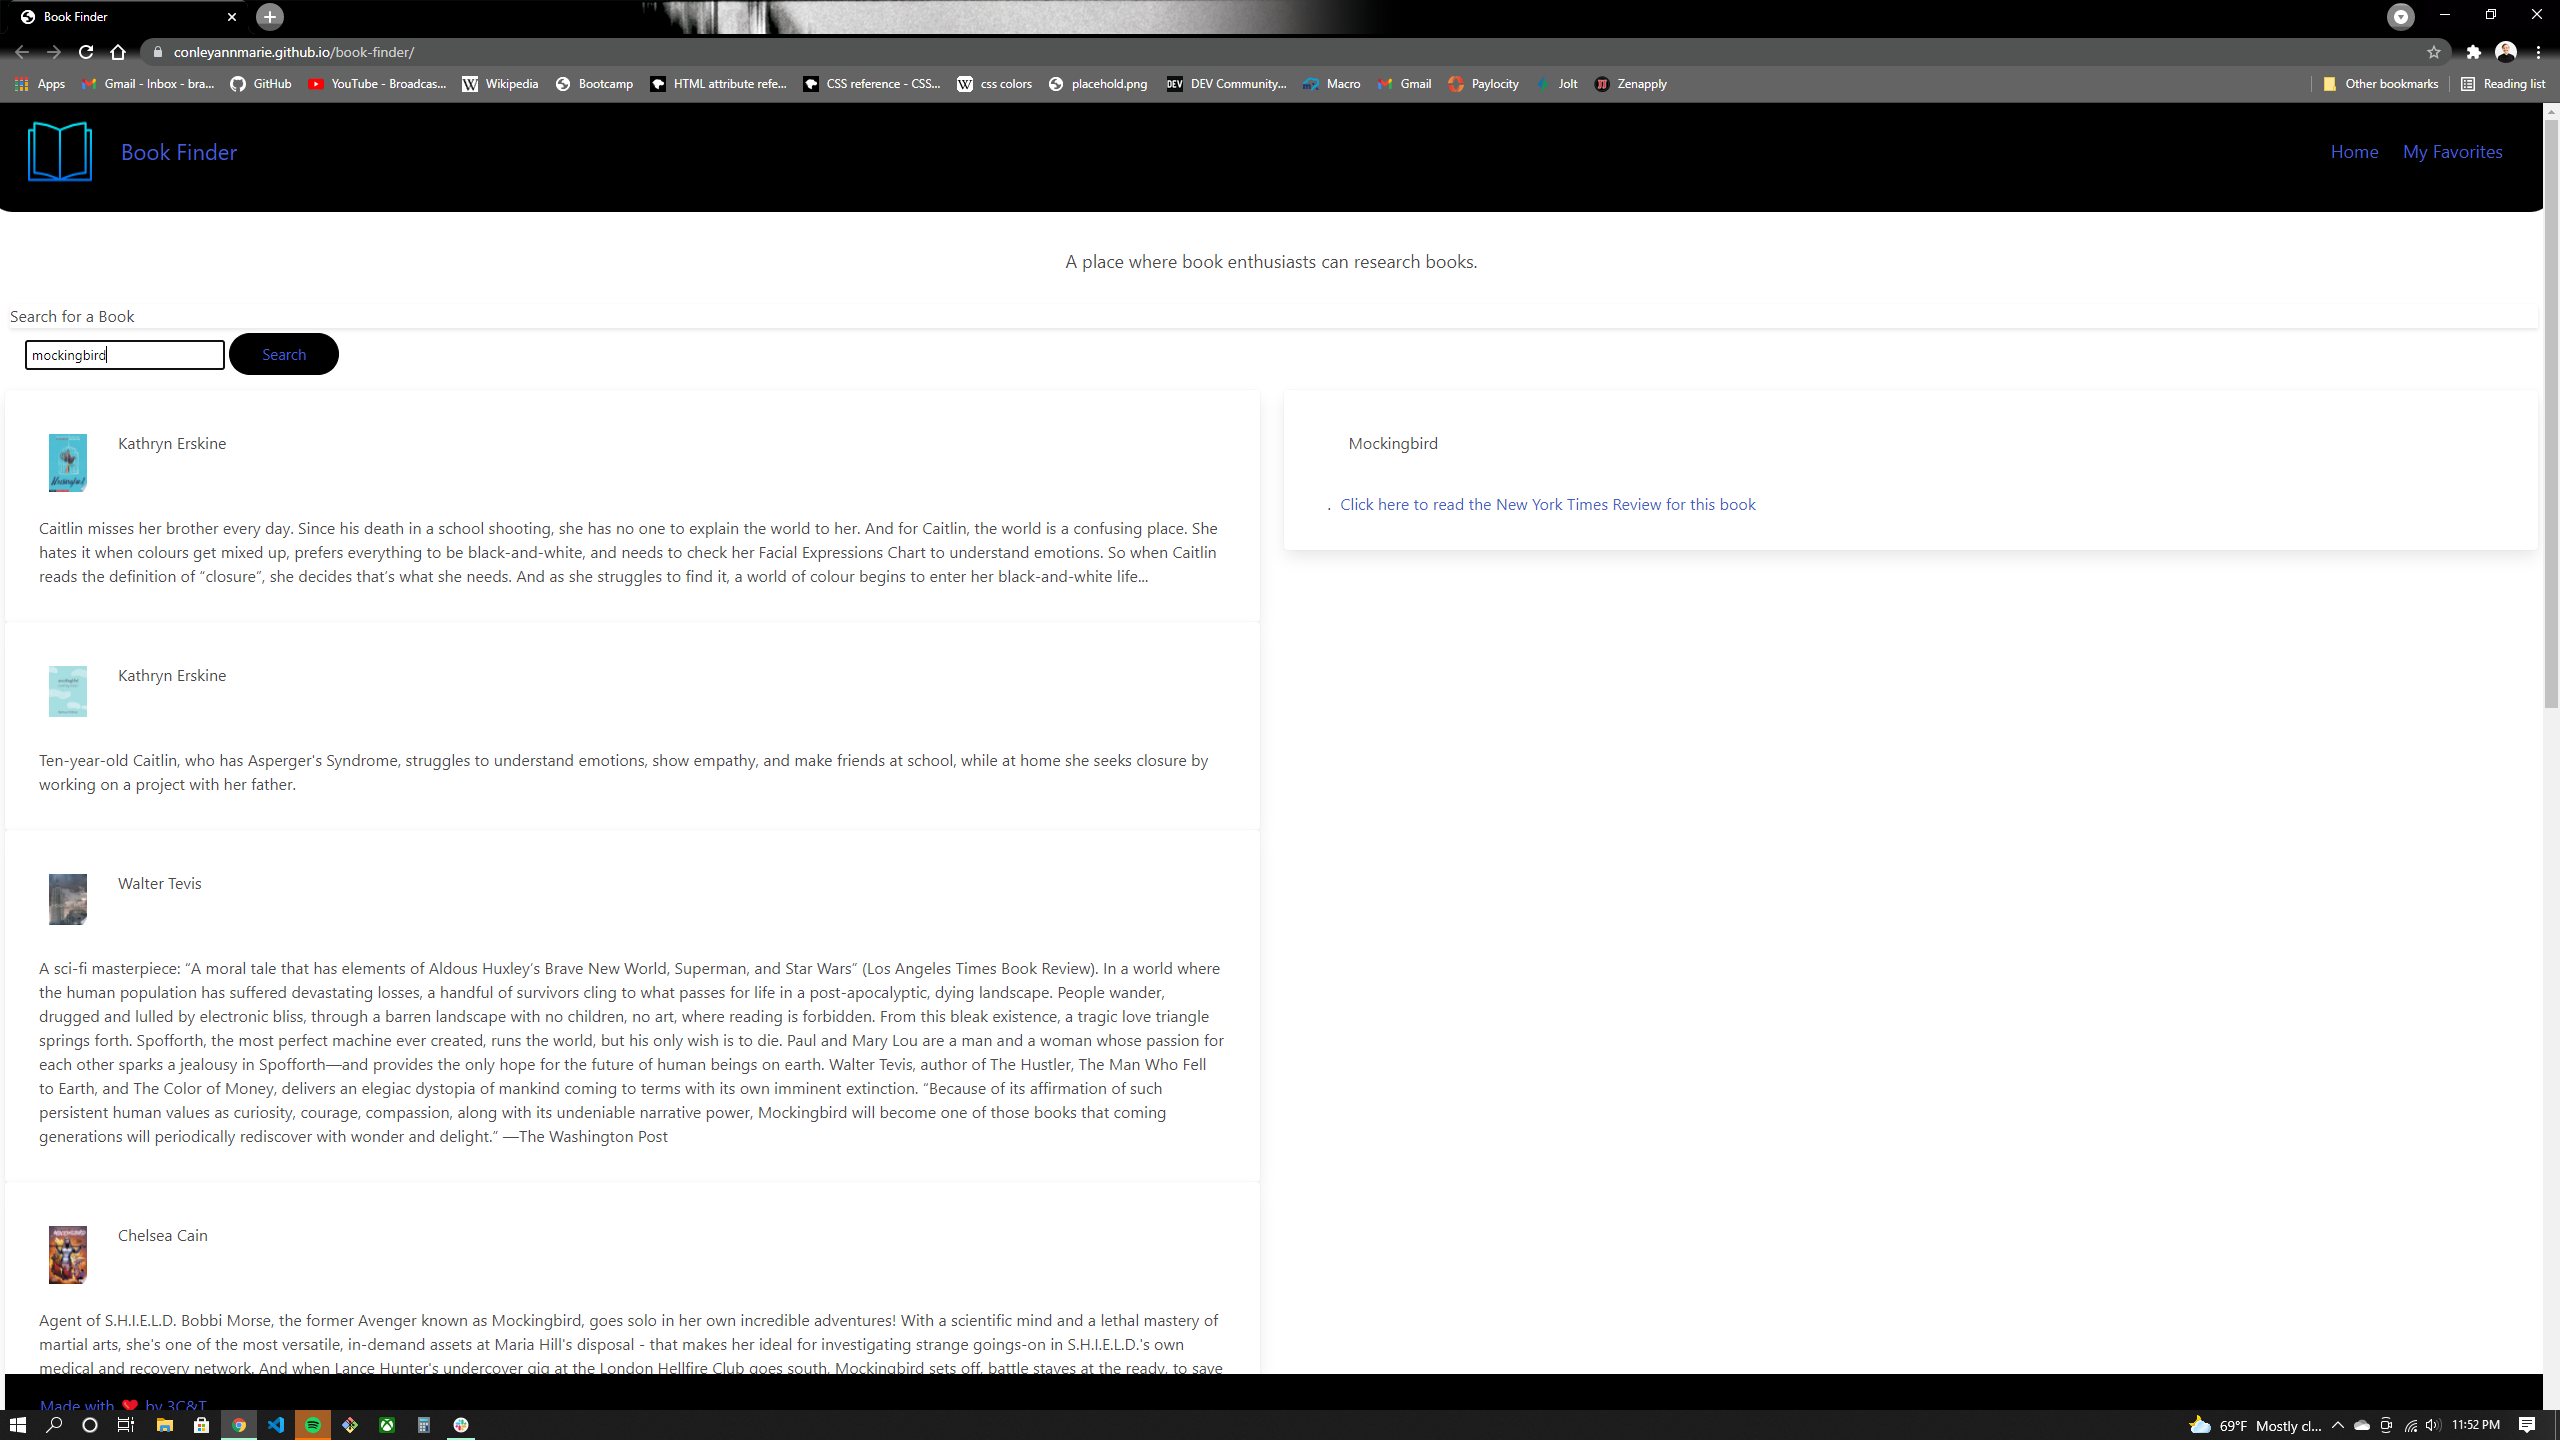 Book Finder
conleyannmarie.github.io/book-finder/
Apps Gmail - Inbox - bra... GitHub YouTube - Broadcas... Wikipedia Bootcamp HTML attribute refe... CSS reference - CSS... css colors placehold.png DEV Community... Macro Gmail Paylocity Jolt Zenapply Other bookmarks Reading list
Book Finder Home My Favorites
A place where book enthusiasts can research books.
Search for a Book
mockingbird Search
Kathryn Erskine
Caitlin misses her brother every day. Since his death in a school shooting, she has no one to explain the world to her. And for Caitlin, the world is a confusing place. She
hates it when colours get mixed up, prefers everything to be black-and-white, and needs to check her Facial Expressions Chart to understand emotions. So when Caitlin
reads the definition of “closure”, she decides that’s what she needs. And as she struggles to find it, a world of colour begins to enter her black-and-white life...
Mockingbird
. Click here to read the New York Times Review for this book
Kathryn Erskine
Ten-year-old Caitlin, who has Asperger's Syndrome, struggles to understand emotions, show empathy, and make friends at school, while at home she seeks closure by
working on a project with her father.
Walter Tevis
A sci-fi masterpiece: “A moral tale that has elements of Aldous Huxley’s Brave New World, Superman, and Star Wars” (Los Angeles Times Book Review). In a world where
the human population has suffered devastating losses, a handful of survivors cling to what passes for life in a post-apocalyptic, dying landscape. People wander,
drugged and lulled by electronic bliss, through a barren landscape with no children, no art, where reading is forbidden. From this bleak existence, a tragic love triangle
springs forth. Spofforth, the most perfect machine ever created, runs the world, but his only wish is to die. Paul and Mary Lou are a man and a woman whose passion for
each other sparks a jealousy in Spofforth—and provides the only hope for the future of human beings on earth. Walter Tevis, author of The Hustler, The Man Who Fell
to Earth, and The Color of Money, delivers an elegiac dystopia of mankind coming to terms with its own imminent extinction. “Because of its affirmation of such
persistent human values as curiosity, courage, compassion, along with its undeniable narrative power, Mockingbird will become one of those books that coming
generations will periodically rediscover with wonder and delight.” —The Washington Post
Chelsea Cain
Agent of S.H.I.E.L.D. Bobbi Morse, the former Avenger known as Mockingbird, goes solo in her own incredible adventures! With a scientific mind and a lethal mastery of
martial arts, she's one of the most versatile, in-demand assets at Maria Hill's disposal - that makes her ideal for investigating strange goings-on in S.H.I.E.L.D.'s own
medical and recovery network. And when Lance Hunter's undercover gig at the London Hellfire Club goes south, Mockingbird sets off, battle staves at the ready, to save
Made with ❤ by 3C&T
69°F Mostly cl... 11:52 PM